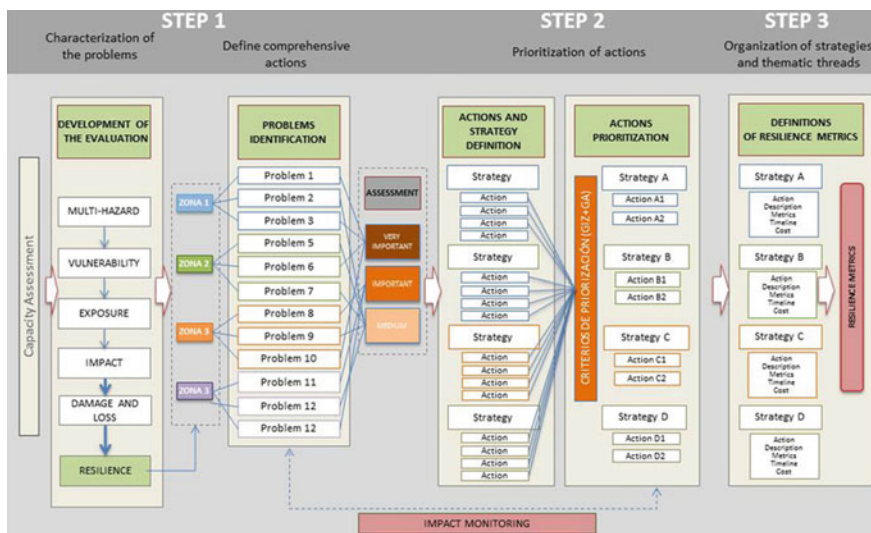 STEP 1
STEP 2
STEP 3
Characterization of
the problems
Define comprehensive
actions
Prioritization of actions
Organization of strategies
and thematic threads
Capacity Assessment
DEVELOPMENT OF
THE EVALUATION
MULTI-HAZARD
VULNERABILITY
EXPOSURE
IMPACT
DAMAGE AND
LOSS
RESILIENCE
ZONA 1
ZONA 2
ZONA 3
ZONA 3
PROBLEMS
IDENTIFICATION
Problem 1
Problem 2
Problem 3
Problem 5
Problem 6
Problem 7
Problem 8
Problem 9
Problem 10
Problem 11
Problem 12
Problem 12
ASSESSMENT
VERY
IMPORTANT
IMPORTANT
MEDIUM
ACTIONS AND
STRATEGY
DEFINITION
Strategy
Action
Action
Action
Action
Strategy
Action
Action
Action
Action
Strategy
Action
Action
Action
Action
Strategy
Action
Action
Action
Action
CRITERIOS DE PRIORIZACIÓN (GIZ+GA)
ACTIONS
PRIORITIZATION
Strategy A
Action A1
Action A2
Strategy B
Action B1
Action B2
Strategy C
Action C1
Action C2
Strategy D
Action D1
Action D2
DEFINITIONS
OF RESILIENCE METRICS
Strategy A
Action
Description
Metrics
Timeline
Cost
Strategy B
Action
Description
Metrics
Timeline
Cost
Strategy C
Action
Description
Metrics
Timeline
Cost
Strategy D
Action
Description
Metrics
Timeline
Cost
RESILIENCE METRICS
IMPACT MONITORING